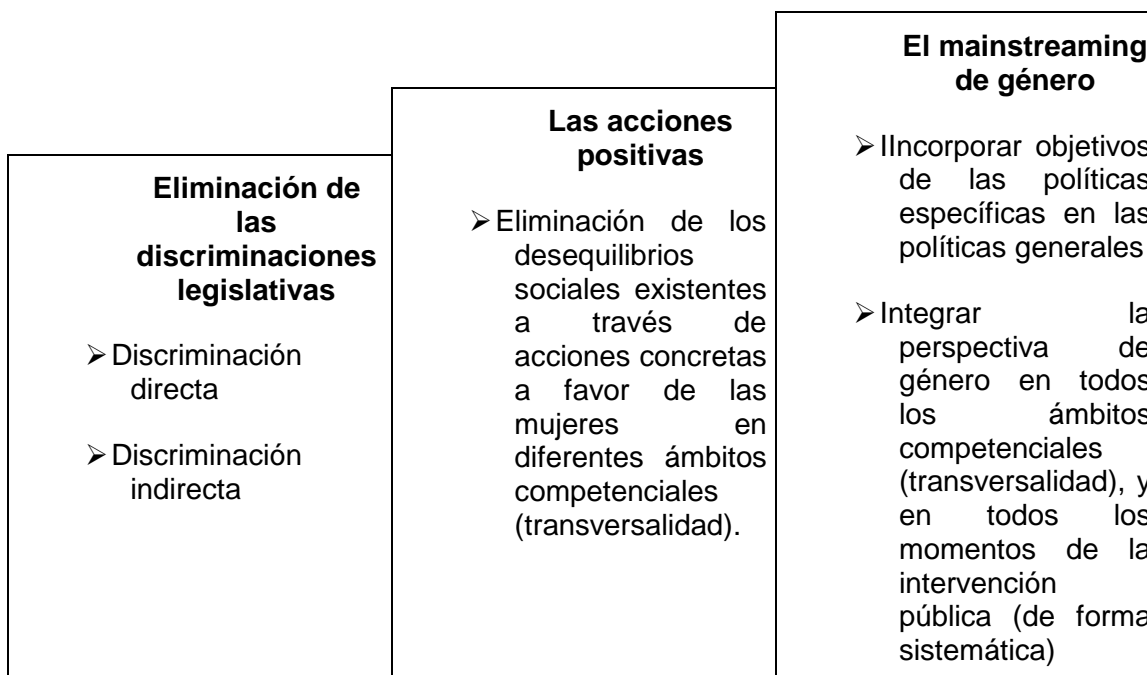 Eliminación de
las
discriminaciones
legislativas
➢ Discriminación
directa
➢ Discriminación
indirecta
Las acciones
positivas
➢ Eliminación de los
desequilibrios
sociales existentes
a través de
acciones concretas
a favor de las
mujeres en
diferentes ámbitos
competenciales
(transversalidad).
El mainstreaming
de género
➢ IIncorporar objetivos
de las políticas
específicas en las
políticas generales
➢ Integrar la
perspectiva de
género en todos
los ámbitos
competenciales
(transversalidad), y
en todos los
momentos de la
intervención
pública (de forma
sistemática)